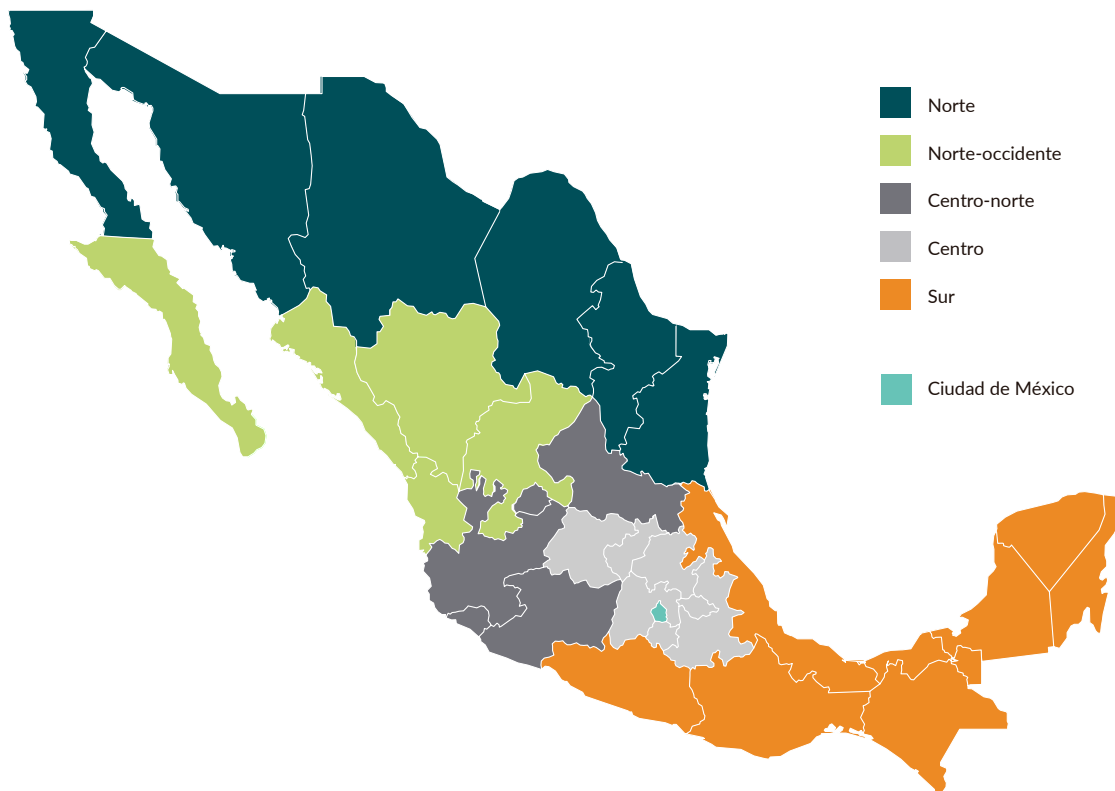 Norte
Norte-occidente
Centro-norte
Centro
Sur
Ciudad de México